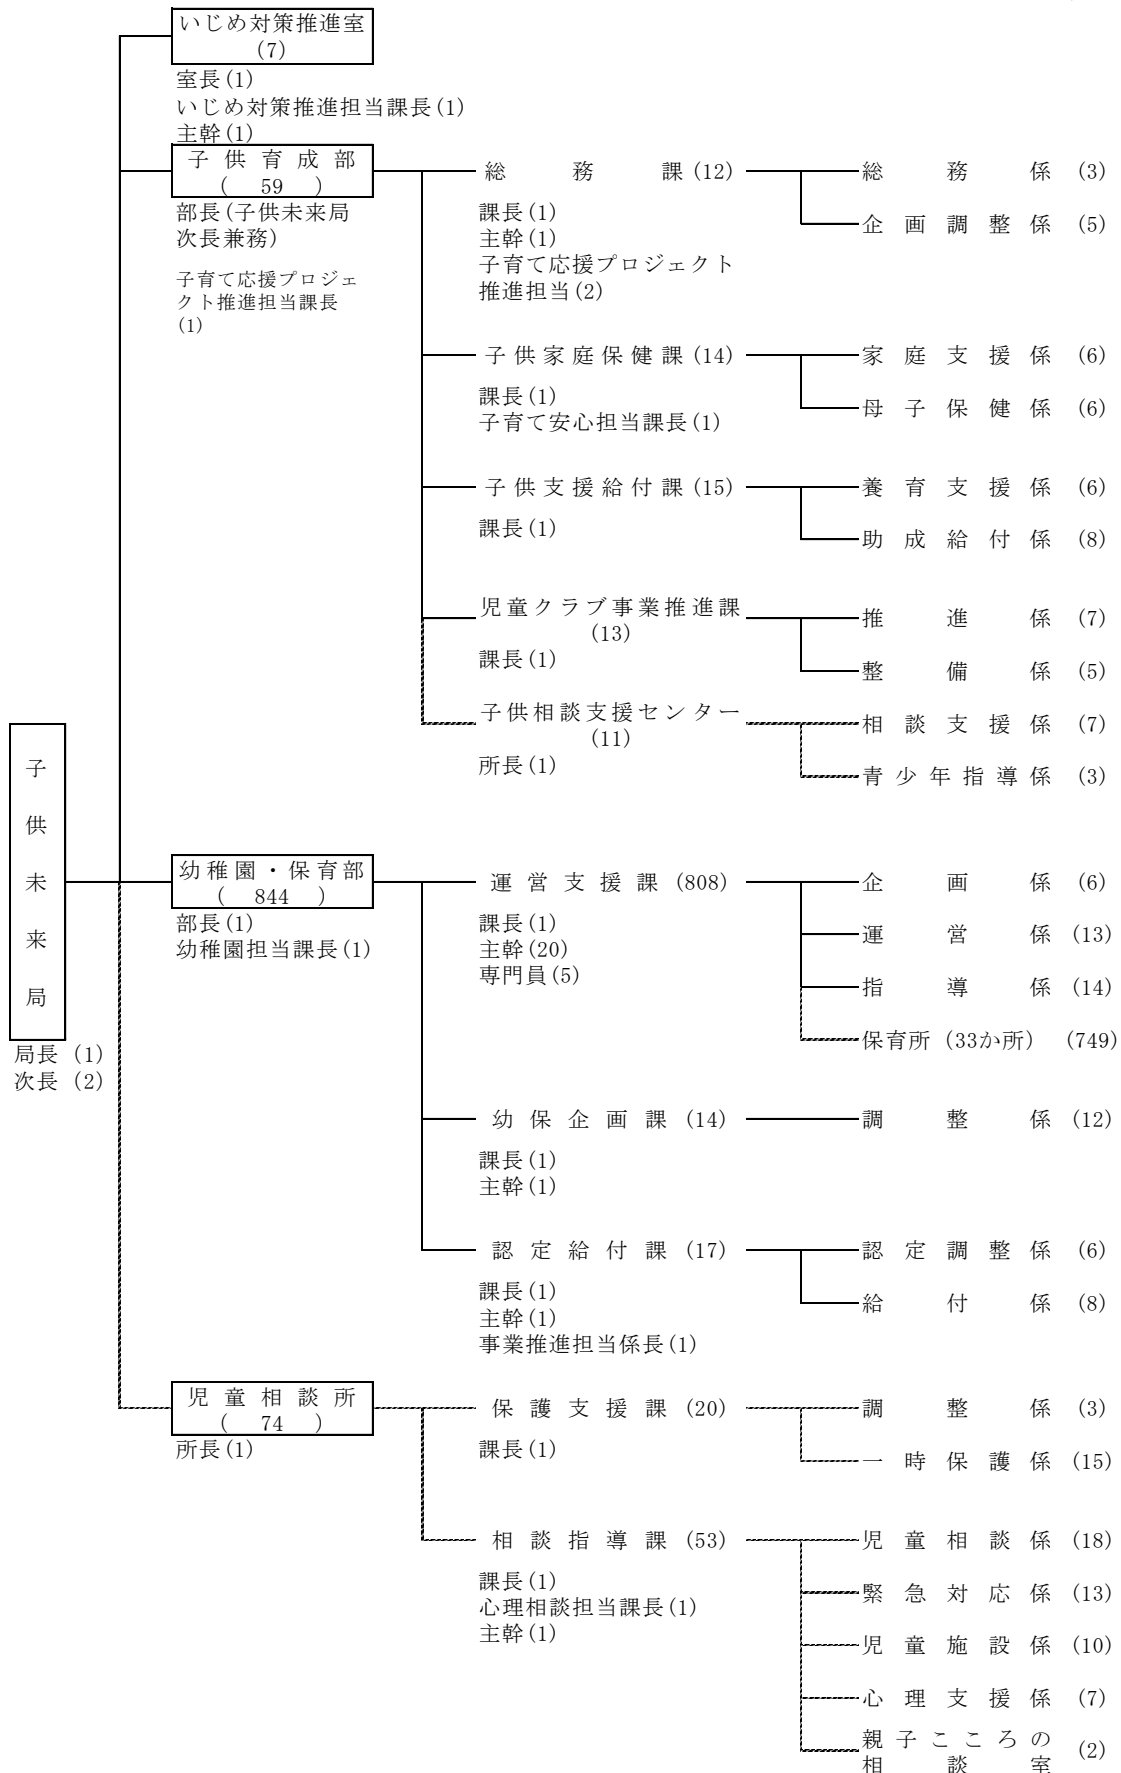 いじめ対策推進室
(7)
室長(1)
いじめ対策推進担当課長(1)
主幹(1)
子供育成部
( 59 )
部長(子供未来局
次長兼務)
子育て応援プロジェ
クト推進担当課長
(1)
総務課(12)
課長(1)
主幹(1)
子育て応援プロジェクト
推進担当(2)
総務係 (3)
企画調整係 (5)
子供家庭保健課(14)
課長(1)
子育て安心担当課長(1)
家庭支援係 (6)
母子保健係 (6)
子供支援給付課(15)
課長(1)
養育支援係 (6)
助成給付係 (8)
児童クラブ事業推進課
(13)
課長(1)
推進係 (7)
整備係 (5)
子供相談支援センター
(11)
所長(1)
相談支援係 (7)
青少年指導係 (3)
子供未来局
局長 (1)
次長 (2)
幼稚園・保育部
( 844 )
部長(1)
幼稚園担当課長(1)
運営支援課 (808)
課長(1)
主幹(20)
専門員(5)
企画係 (6)
運営係 (13)
指導係 (14)
保育所 (33か所) (749)
幼保企画課 (14)
課長(1)
主幹(1)
調整係 (12)
認定給付課 (17)
課長(1)
主幹(1)
事業推進担当係長(1)
認定調整係 (6)
給付係 (8)
児童相談所
( 74 )
所長(1)
保護支援課 (20)
課長(1)
調整係 (3)
一時保護係 (15)
相談指導課 (53)
課長(1)
心理相談担当課長(1)
主幹(1)
児童相談係 (18)
緊急対応係 (13)
児童施設係 (10)
心理支援係 (7)
親子こころの
相談室 (2)